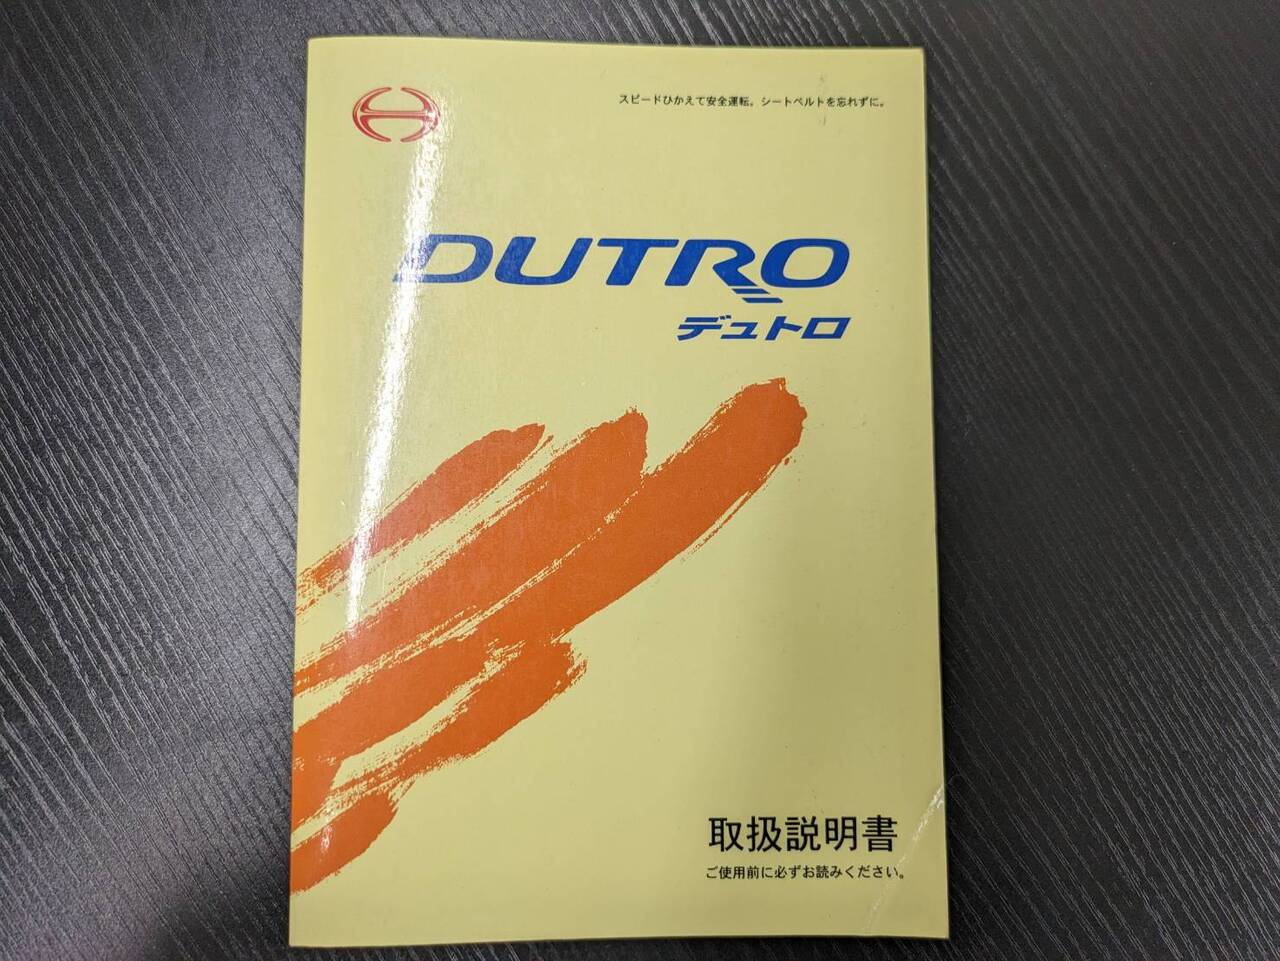 スピードひかえて安全運転。シートベルトを忘れずに。
DUTRO
デュトロ
取扱説明書
ご使用前に必ずお読みください。